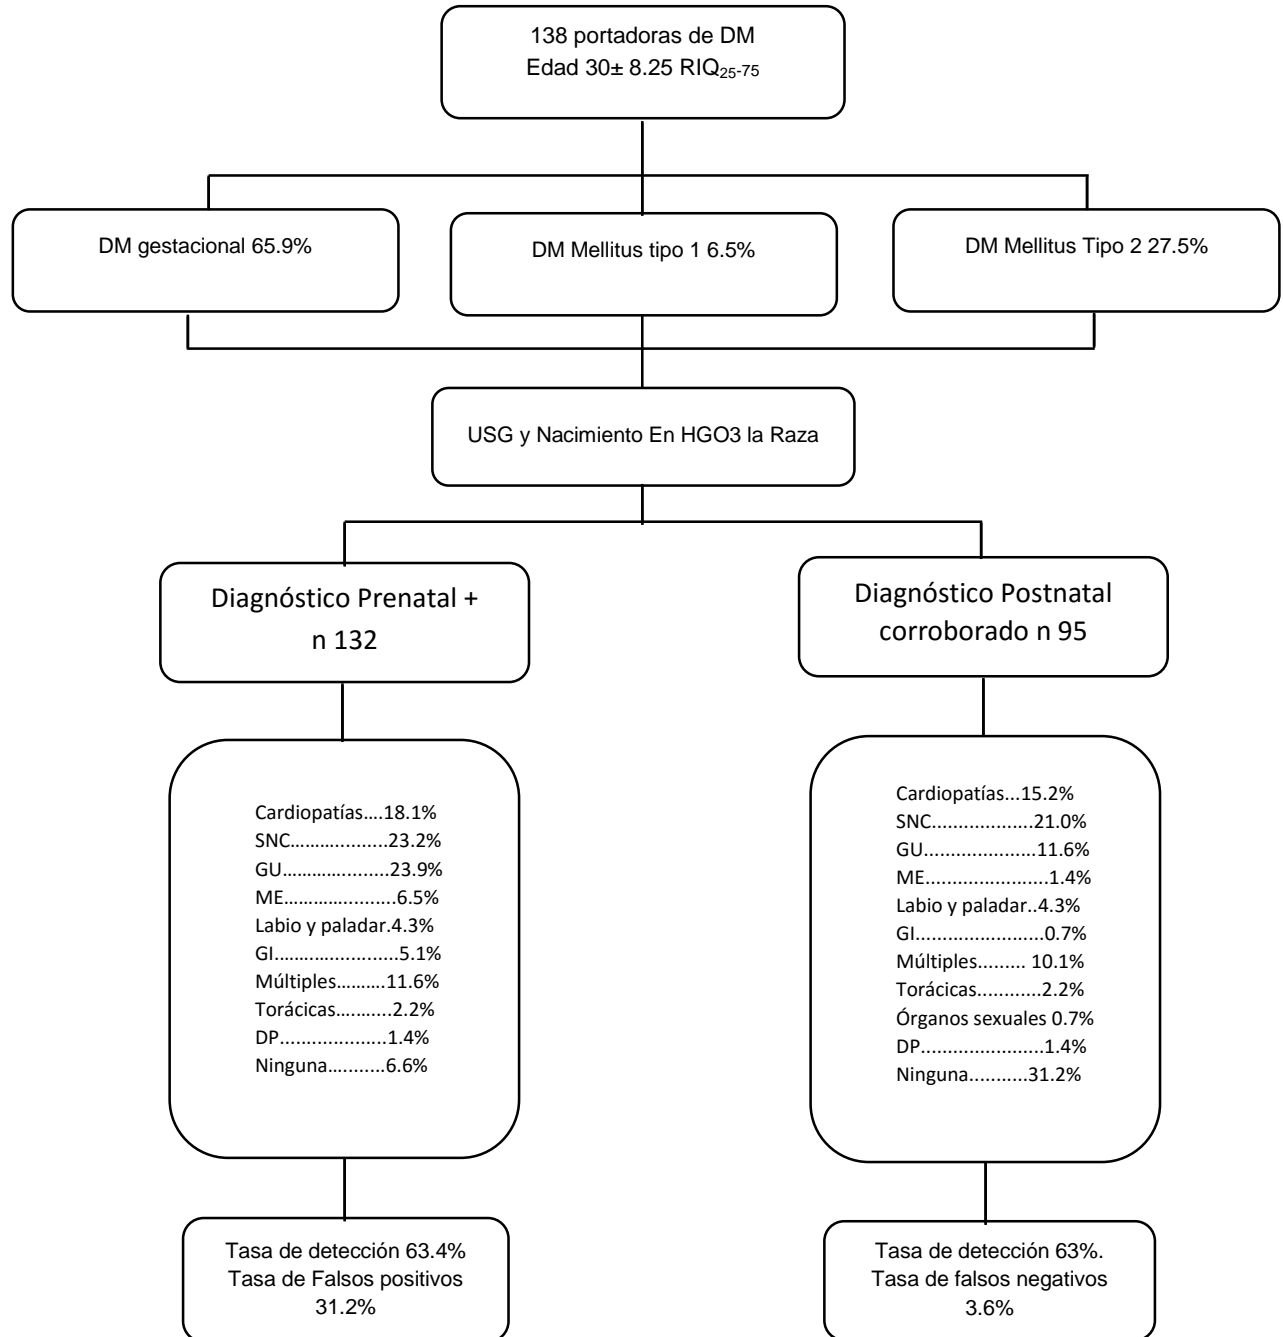 138 portadoras de DM
Edad 30± 8.25 RIQ25-75
DM gestacional 65.9%
DM Mellitus tipo 1 6.5%
DM Mellitus Tipo 2 27.5%
USG y Nacimiento En HGO3 la Raza
Diagnóstico Prenatal +
n 132
Diagnóstico Postnatal
corroborado n 95
Cardiopatías....18.1%
SNC...................23.2%
GU.....................23.9%
ME.....................6.5%
Labio y paladar.4.3%
GI.......................5.1%
Múltiples..........11.6%
Torácicas...........2.2%
DP.....................1.4%
Ninguna............6.6%
Cardiopatías...15.2%
SNC...................21.0%
GU.....................11.6%
ME.......................1.4%
Labio y paladar..4.3%
GI........................0.7%
Múltiples......... 10.1%
Torácicas............2.2%
Órganos sexuales 0.7%
DP.......................1.4%
Ninguna...........31.2%
Tasa de detección 63.4%
Tasa de Falsos positivos
31.2%
Tasa de detección 63%.
Tasa de falsos negativos
3.6%